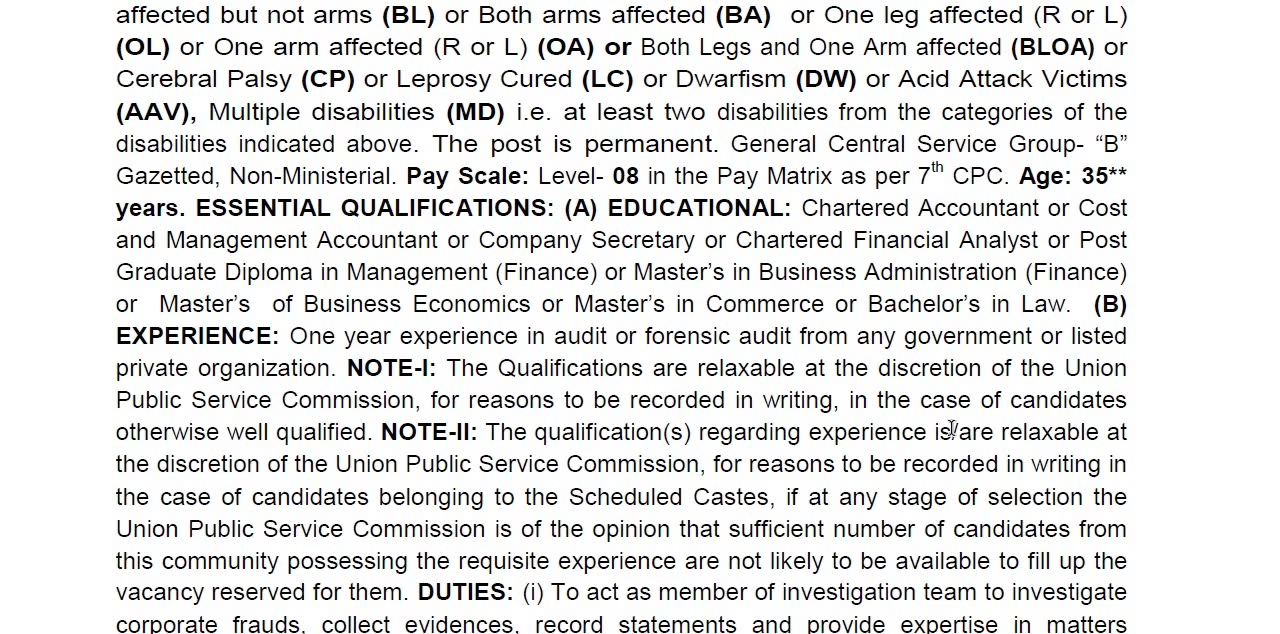 affected but not arms (BL) or Both arms affected (BA) or One leg affected (R or L)
(OL) or One arm affected (R or L) (OA) or Both Legs and One Arm affected (BLOA) or
Cerebral Palsy (CP) or Leprosy Cured (LC) or Dwarfism (DW) or Acid Attack Victims
(AAV), Multiple disabilities (MD) i.e. at least two disabilities from the categories of the
disabilities indicated above. The post is permanent. General Central Service Group- “B”
Gazetted, Non-Ministerial. Pay Scale: Level- 08 in the Pay Matrix as per 7th CPC. Age: 35**
years. ESSENTIAL QUALIFICATIONS: (A) EDUCATIONAL: Chartered Accountant or Cost
and Management Accountant or Company Secretary or Chartered Financial Analyst or Post
Graduate Diploma in Management (Finance) or Master’s in Business Administration (Finance)
or Master’s of Business Economics or Master’s in Commerce or Bachelor’s in Law. (B)
EXPERIENCE: One year experience in audit or forensic audit from any government or listed
private organization. NOTE-I: The Qualifications are relaxable at the discretion of the Union
Public Service Commission, for reasons to be recorded in writing, in the case of candidates
otherwise well qualified. NOTE-II: The qualification(s) regarding experience is/are relaxable at
the discretion of the Union Public Service Commission, for reasons to be recorded in writing in
the case of candidates belonging to the Scheduled Castes, if at any stage of selection the
Union Public Service Commission is of the opinion that sufficient number of candidates from
this community possessing the requisite experience are not likely to be available to fill up the
vacancy reserved for them. DUTIES: (i) To act as member of investigation team to investigate
corporate frauds, collect evidences, record statements and provide expertise in matters